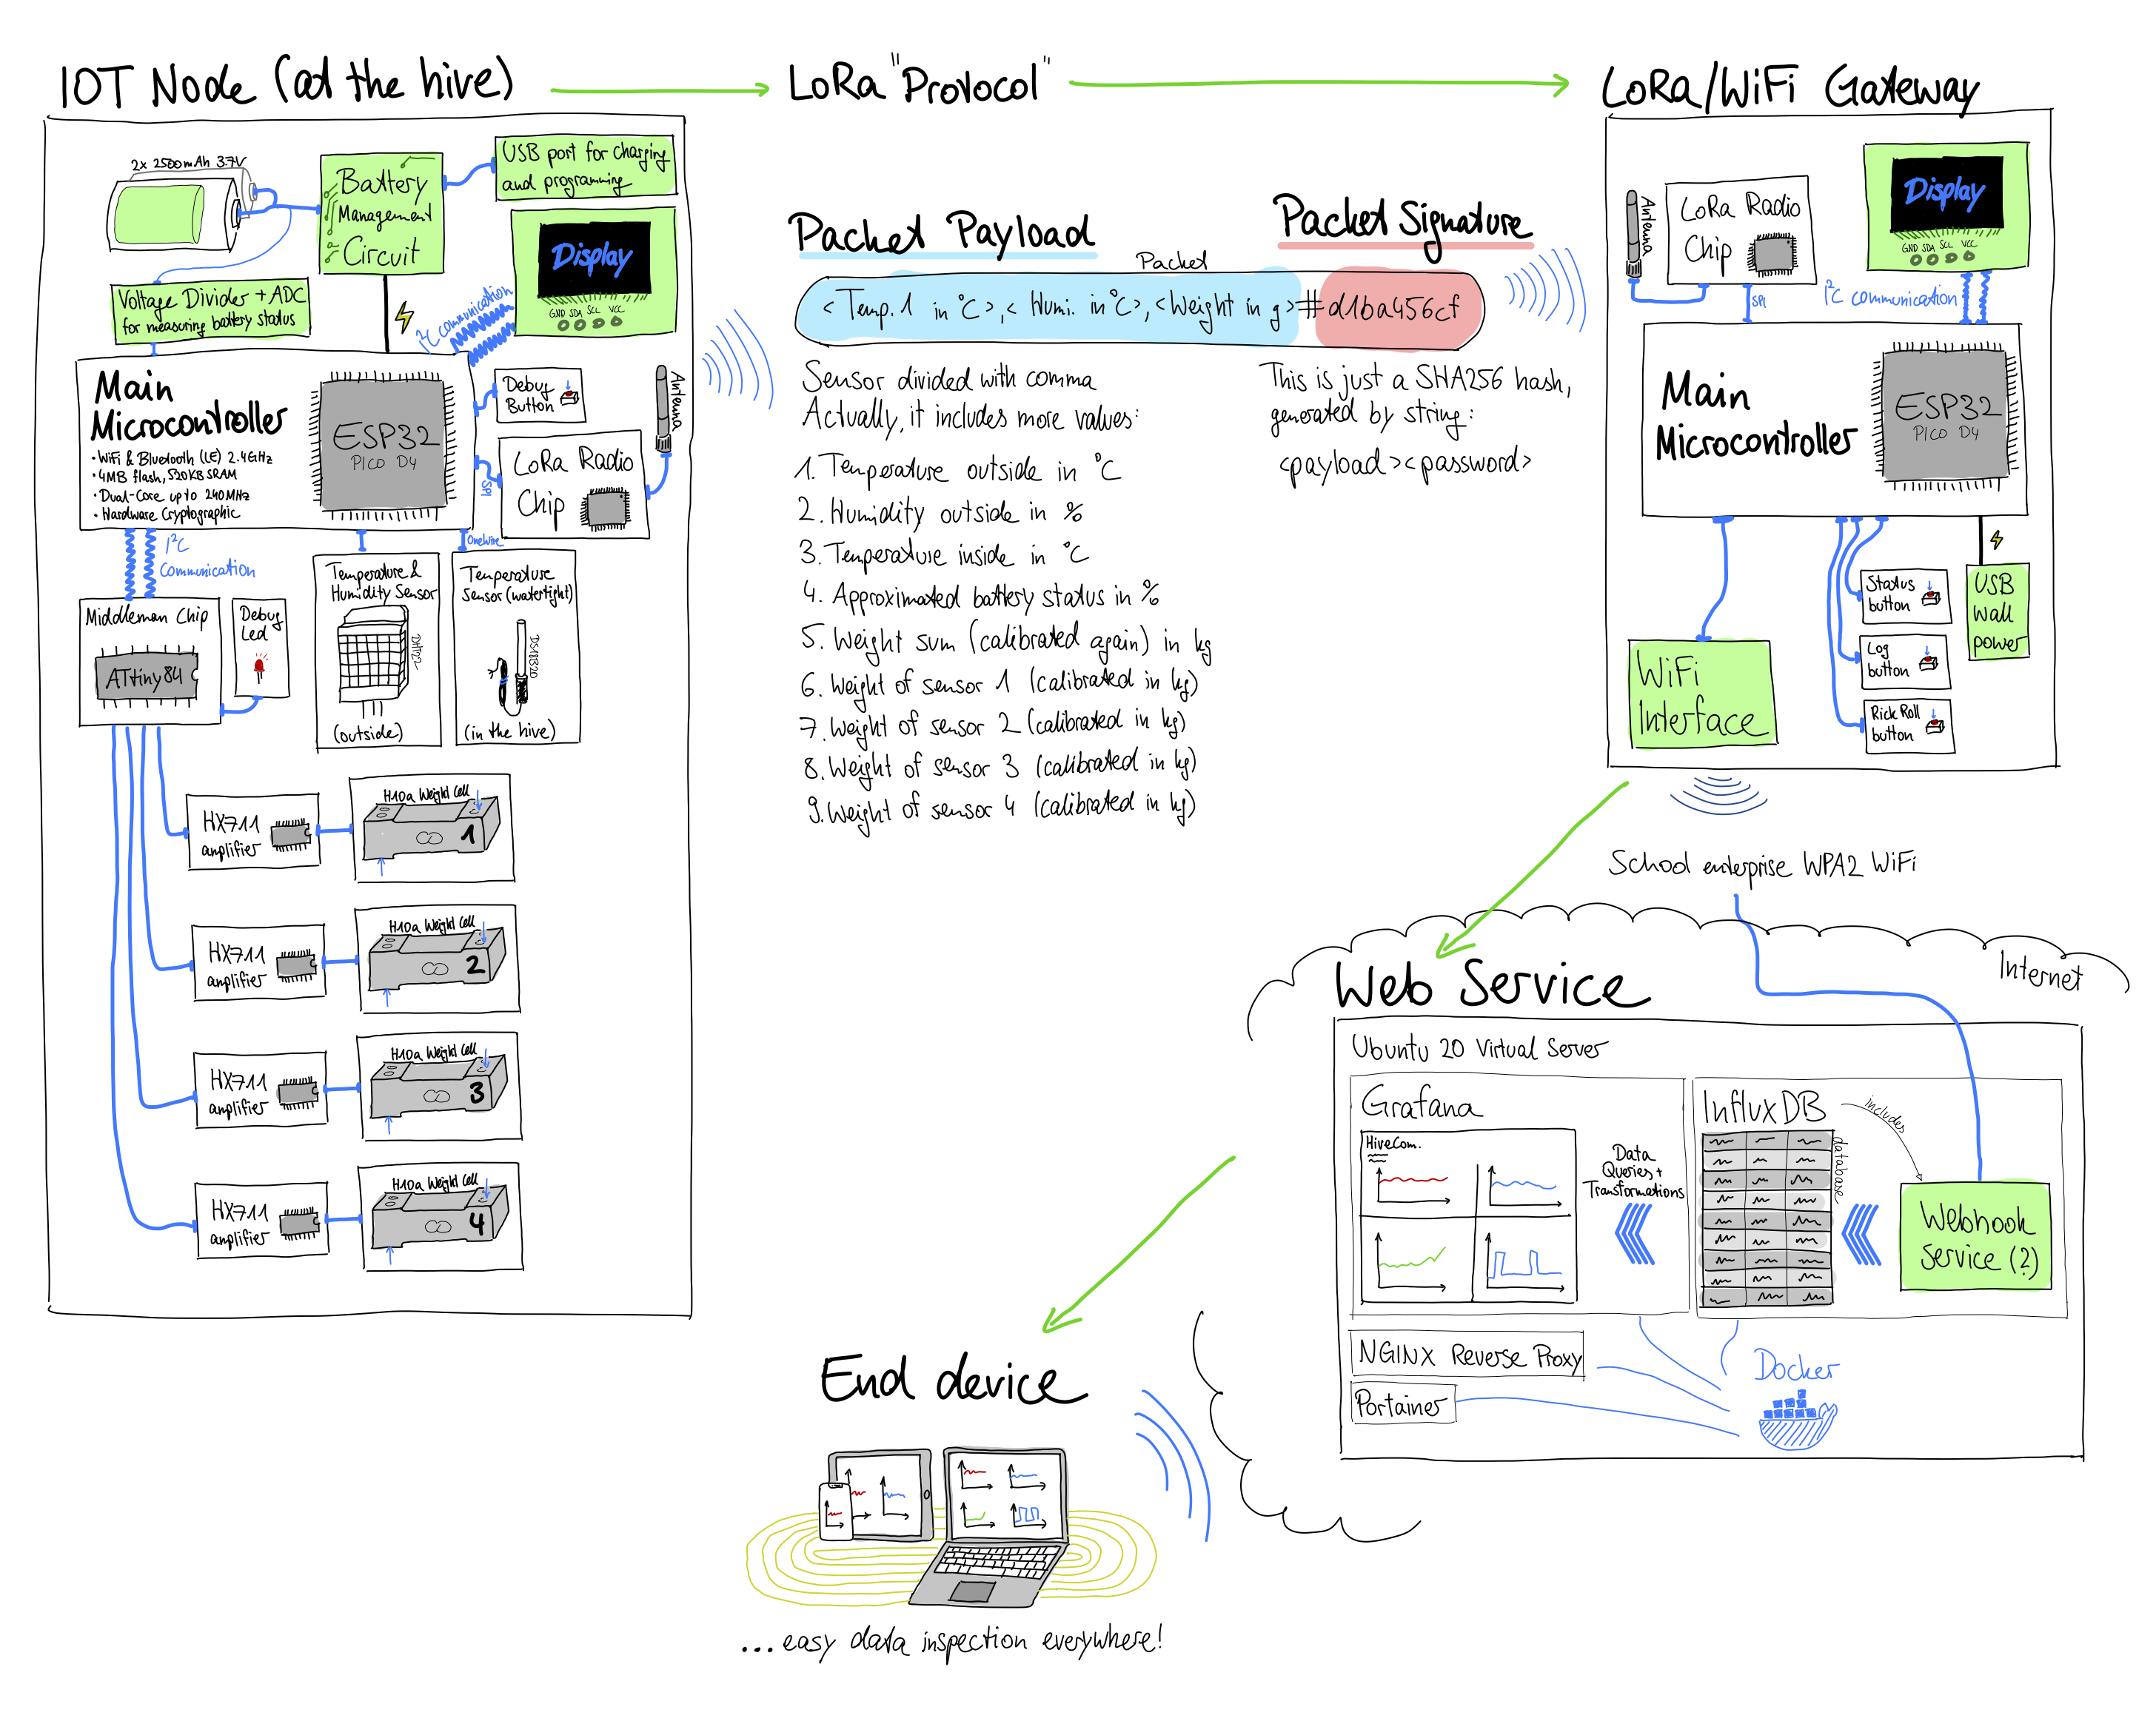 IOT Node (at the hive)
LoRa "Protocol"
LoRa/WiFi Gateway
2x 2500mAh 3.7V
Battery
Management
Circuit
USB port for charging
and programming
Display
GND SDA SCL VCC
Voltage Divider + ADC
for measuring battery status
I²C communication
Main
Microcontroller
• WiFi & Bluetooth (LE) 2.4GHz
• 4MB flash, 520KB SRAM
• Dual-Core up to 240MHz
• Hardware Cryptographic
ESP32
PICO D4
Debug
Button
Antenna
SPI
LoRa Radio
Chip
I²C
Communication
OneWire
Middleman Chip
ATtiny84
Debug
Led
Temperature &
Humidity Sensor
DHT22
(outside)
Temperature
Sensor (watertight)
DS18B20
(in the hive)
HX711
amplifier
H10a Weight Cell
1
HX711
amplifier
H10a Weight Cell
2
HX711
amplifier
H10a Weight Cell
3
HX711
amplifier
H10a Weight Cell
4
Packet Payload
Packet Signature
Packet
<Temp.1 in °C>,< Humi. in °C>,<Weight in g>#d1ba456cf
Sensor divided with comma
Actually, it includes more values:
1. Temperature outside in °C
2. Humidity outside in %
3. Temperature inside in °C
4. Approximated battery status in %
5. Weight sum (calibrated again) in kg
6. Weight of sensor 1 (calibrated in kg)
7. Weight of sensor 2 (calibrated in kg)
8. Weight of sensor 3 (calibrated in kg)
9. Weight of sensor 4 (calibrated in kg)
This is just a SHA256 hash,
generated by string:
<payload><password>
Antenna
LoRa Radio
Chip
SPI
Display
GND SDA SCL VCC
I²C communication
Main
Microcontroller
ESP32
PICO D4
WiFi
Interface
Status
button
Log
button
Rick Roll
button
USB
wall
power
School enterprise WPA2 WiFi
Internet
Web Service
Ubuntu 20 Virtual Server
Grafana
HiveCom.
Data
Queries +
Transformations
InfluxDB
database
includes
Webhook
Service (?)
NGINX Reverse Proxy
Portainer
Docker
End device
...easy data inspection everywhere!